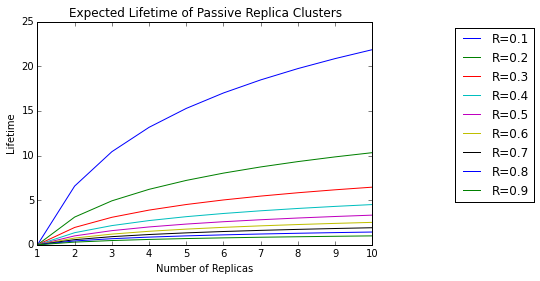 Expected Lifetime of Passive Replica Clusters
25
20
15
10
5
0
Lifetime
1 2 3 4 5 6 7 8 9 10
Number of Replicas
R=0.1
R=0.2
R=0.3
R=0.4
R=0.5
R=0.6
R=0.7
R=0.8
R=0.9